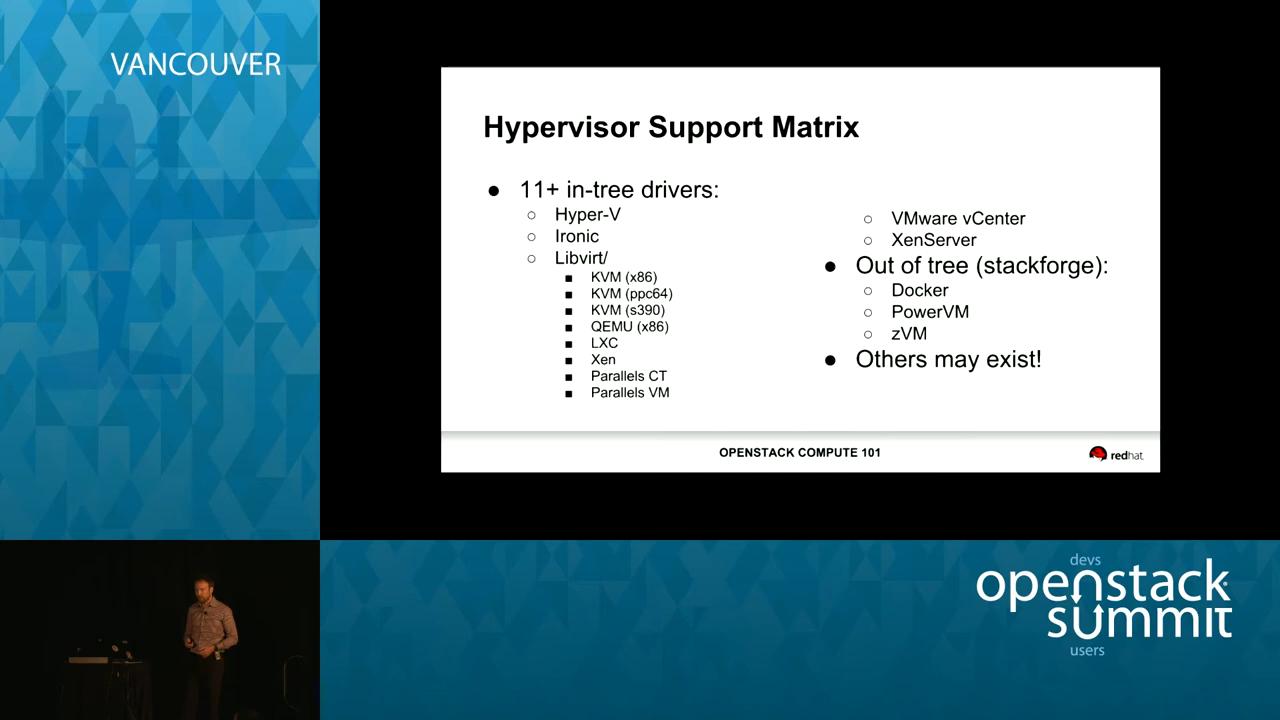 VANCOUVER
Hypervisor Support Matrix
● 11+ in-tree drivers:
○ Hyper-V
○ Ironic
○ Libvirt/
■ KVM (x86)
■ KVM (ppc64)
■ KVM (s390)
■ QEMU (x86)
■ LXC
■ Xen
■ Parallels CT
■ Parallels VM
○ VMware vCenter
○ XenServer
● Out of tree (stackforge):
○ Docker
○ PowerVM
○ zVM
● Others may exist!
OPENSTACK COMPUTE 101
redhat
devs
openstack
summit
users